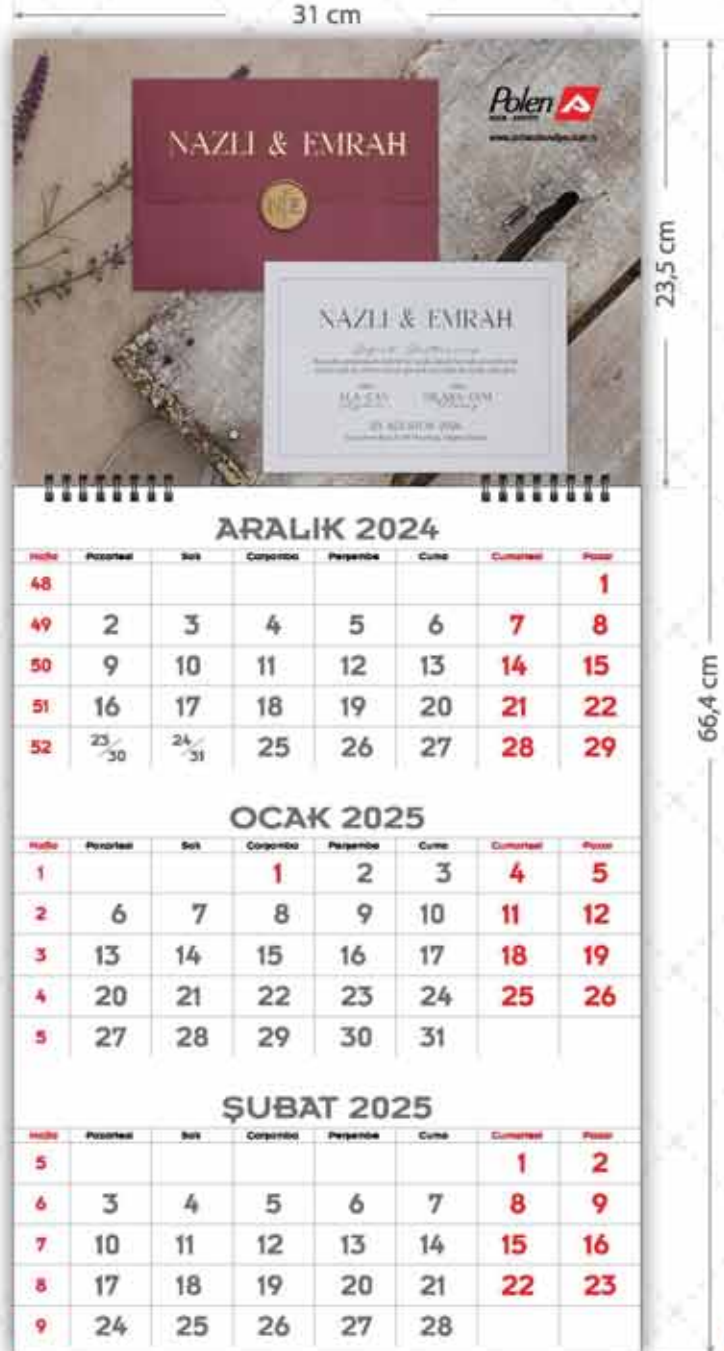 31 cm
Polen
NAZLI & EMRAH
23,5 cm
NAZLI & EMRAH
66,4 cm
ARALIK 2024
Hafta Pazartesi Salı Çarşamba Perşembe Cuma Cumartesi Pazar
48 1
49 2 3 4 5 6 7 8
50 9 10 11 12 13 14 15
51 16 17 18 19 20 21 22
52 23/30 24/31 25 26 27 28 29
OCAK 2025
Hafta Pazartesi Salı Çarşamba Perşembe Cuma Cumartesi Pazar
1 1 2 3 4 5
2 6 7 8 9 10 11 12
3 13 14 15 16 17 18 19
4 20 21 22 23 24 25 26
5 27 28 29 30 31
ŞUBAT 2025
Hafta Pazartesi Salı Çarşamba Perşembe Cuma Cumartesi Pazar
5 1 2
6 3 4 5 6 7 8 9
7 10 11 12 13 14 15 16
8 17 18 19 20 21 22 23
9 24 25 26 27 28